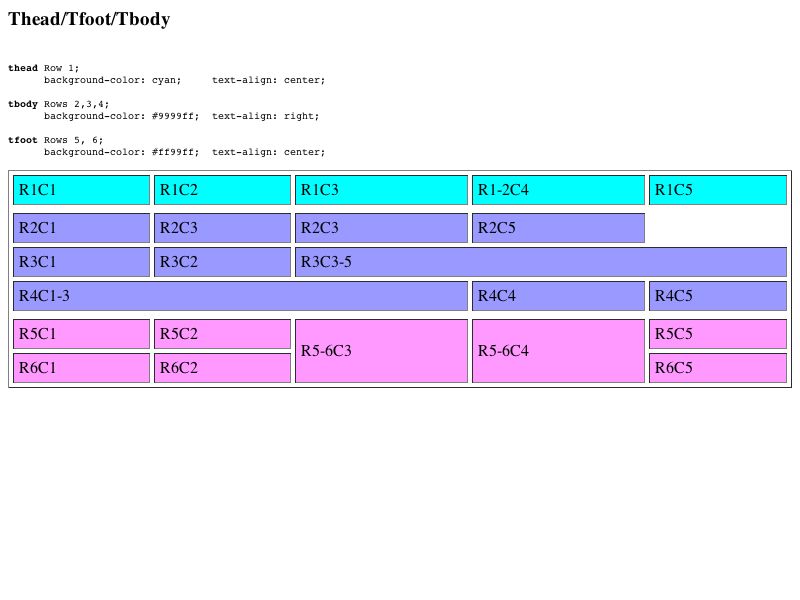 Thead/Tfoot/Tbody
thead Row 1;
background-color: cyan; text-align: center;
tbody Rows 2,3,4;
background-color: #9999ff; text-align: right;
tfoot Rows 5, 6;
background-color: #ff99ff; text-align: center;
R1C1 R1C2 R1C3 R1-2C4 R1C5
R2C1 R2C3 R2C3 R2C5
R3C1 R3C2 R3C3-5
R4C1-3 R4C4 R4C5
R5C1 R5C2 R5-6C3 R5-6C4 R5C5
R6C1 R6C2 R6C5